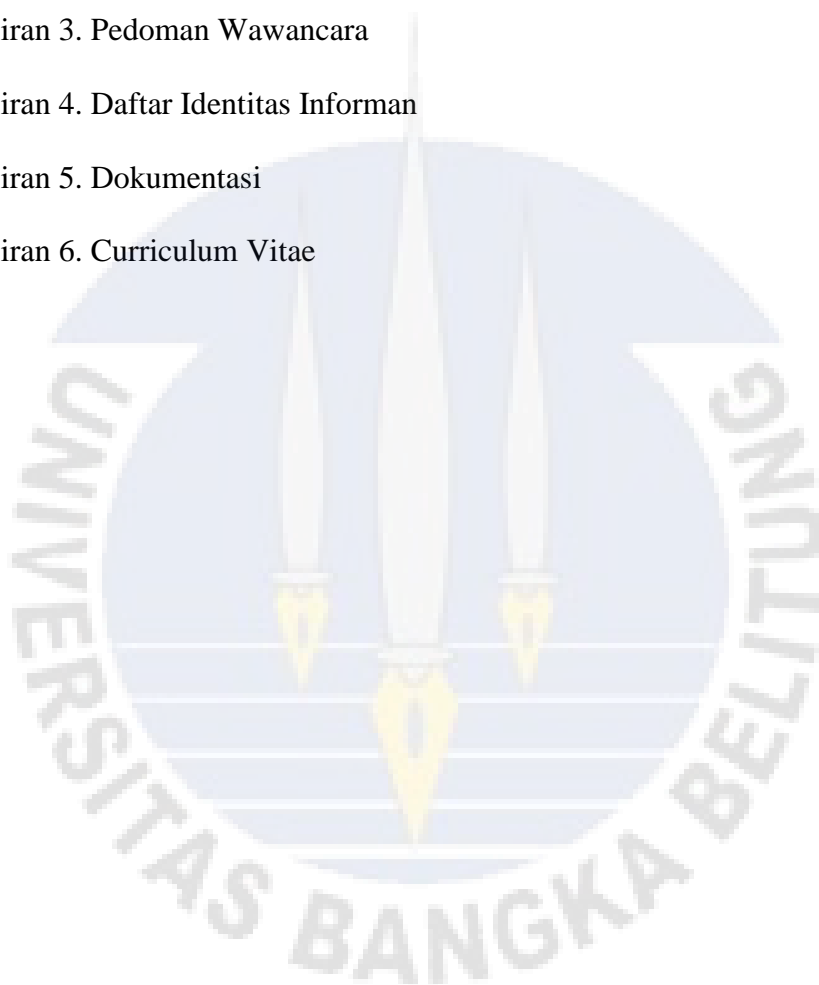 iran 3. Pedoman Wawancara
iran 4. Daftar Identitas Informan
iran 5. Dokumentasi
iran 6. Curriculum Vitae
UNIVERSITAS BANGKA BELITUNG